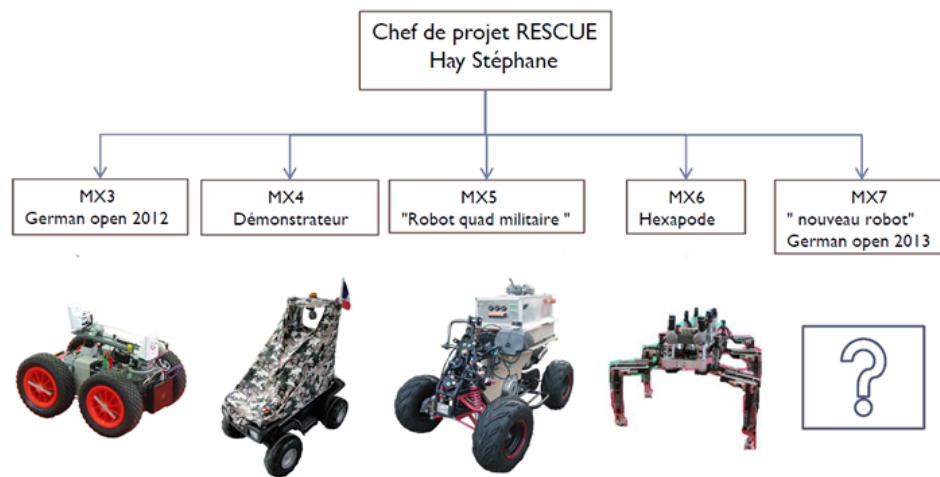 Chef de projet RESCUE
Hay Stéphane
MX3
German open 2012
MX4
Démonstrateur
MX5
"Robot quad militaire "
MX6
Hexapode
MX7
" nouveau robot"
German open 2013
?